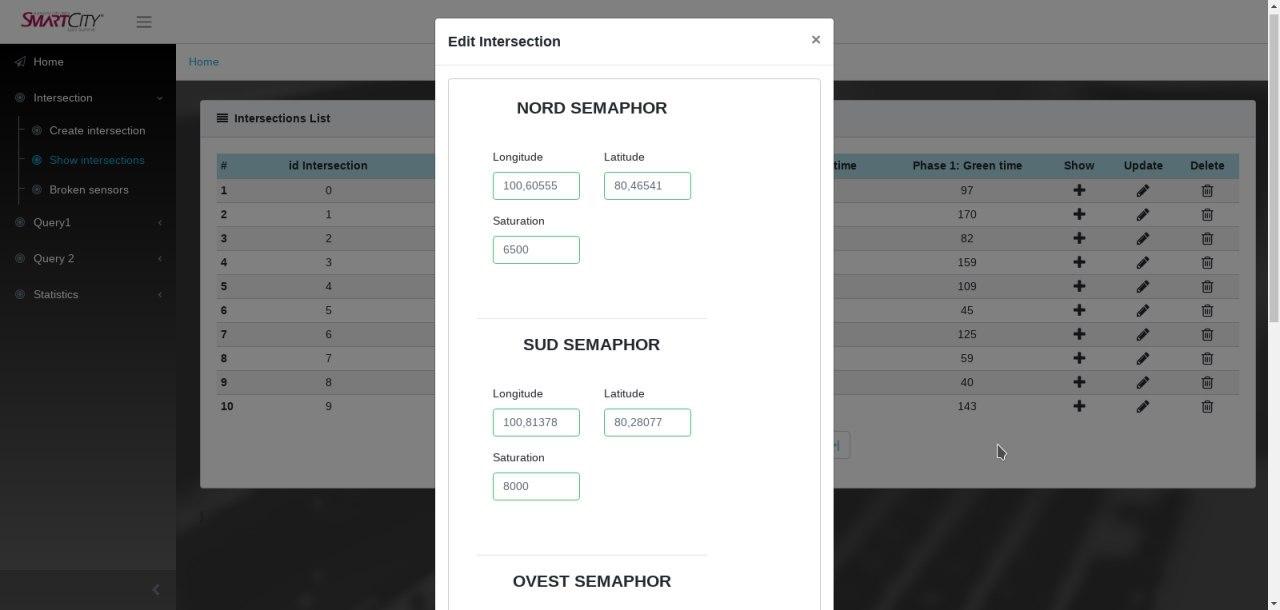 SMARTCITY
Edit Intersection ×
Home
Home
Intersection
Create intersection
Show intersections
Broken sensors
Query1
Query 2
Statistics
Intersections List
# id Intersection time Phase 1: Green time Show Update Delete
1 0 97
2 1 170
3 2 82
4 3 159
5 4 109
6 5 45
7 6 125
8 7 59
9 8 40
10 9 143
NORD SEMAPHOR
Longitude Latitude
100,60555 80,46541
Saturation
6500
SUD SEMAPHOR
Longitude Latitude
100,81378 80,28077
Saturation
8000
OVEST SEMAPHOR